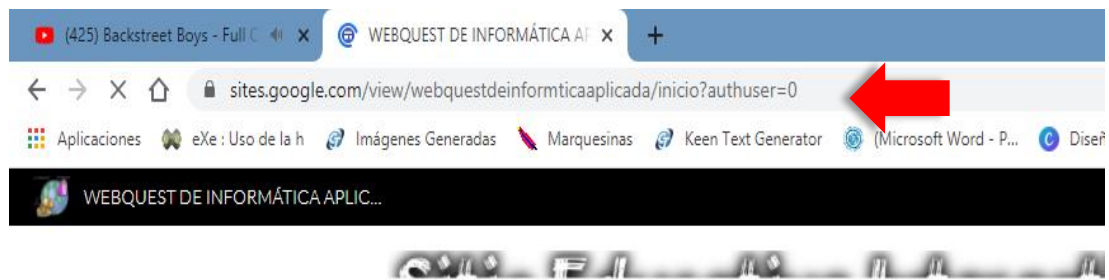 (425) Backstreet Boys - Full C
WEBQUEST DE INFORMÁTICA AP
sites.google.com/view/webquestdeinformticaaplicada/inicio?authuser=0
Aplicaciones eXe : Uso de la h Imágenes Generadas Marquesinas Keen Text Generator (Microsoft Word - P... Diseñ
WEBQUEST DE INFORMÁTICA APLIC...